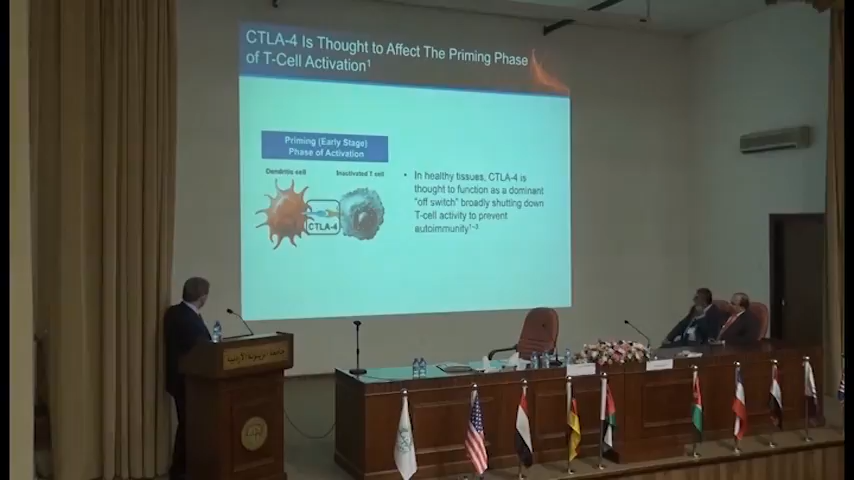 CTLA-4 Is Thought to Affect The Priming Phase
of T-Cell Activation¹
Priming (Early Stage)
Phase of Activation
Dendritic cell
Inactivated T cell
CTLA-4
• In healthy tissues, CTLA-4 is
thought to function as a dominant
"off switch" broadly shutting down
T-cell activity to prevent
autoimmunity¹⁻³